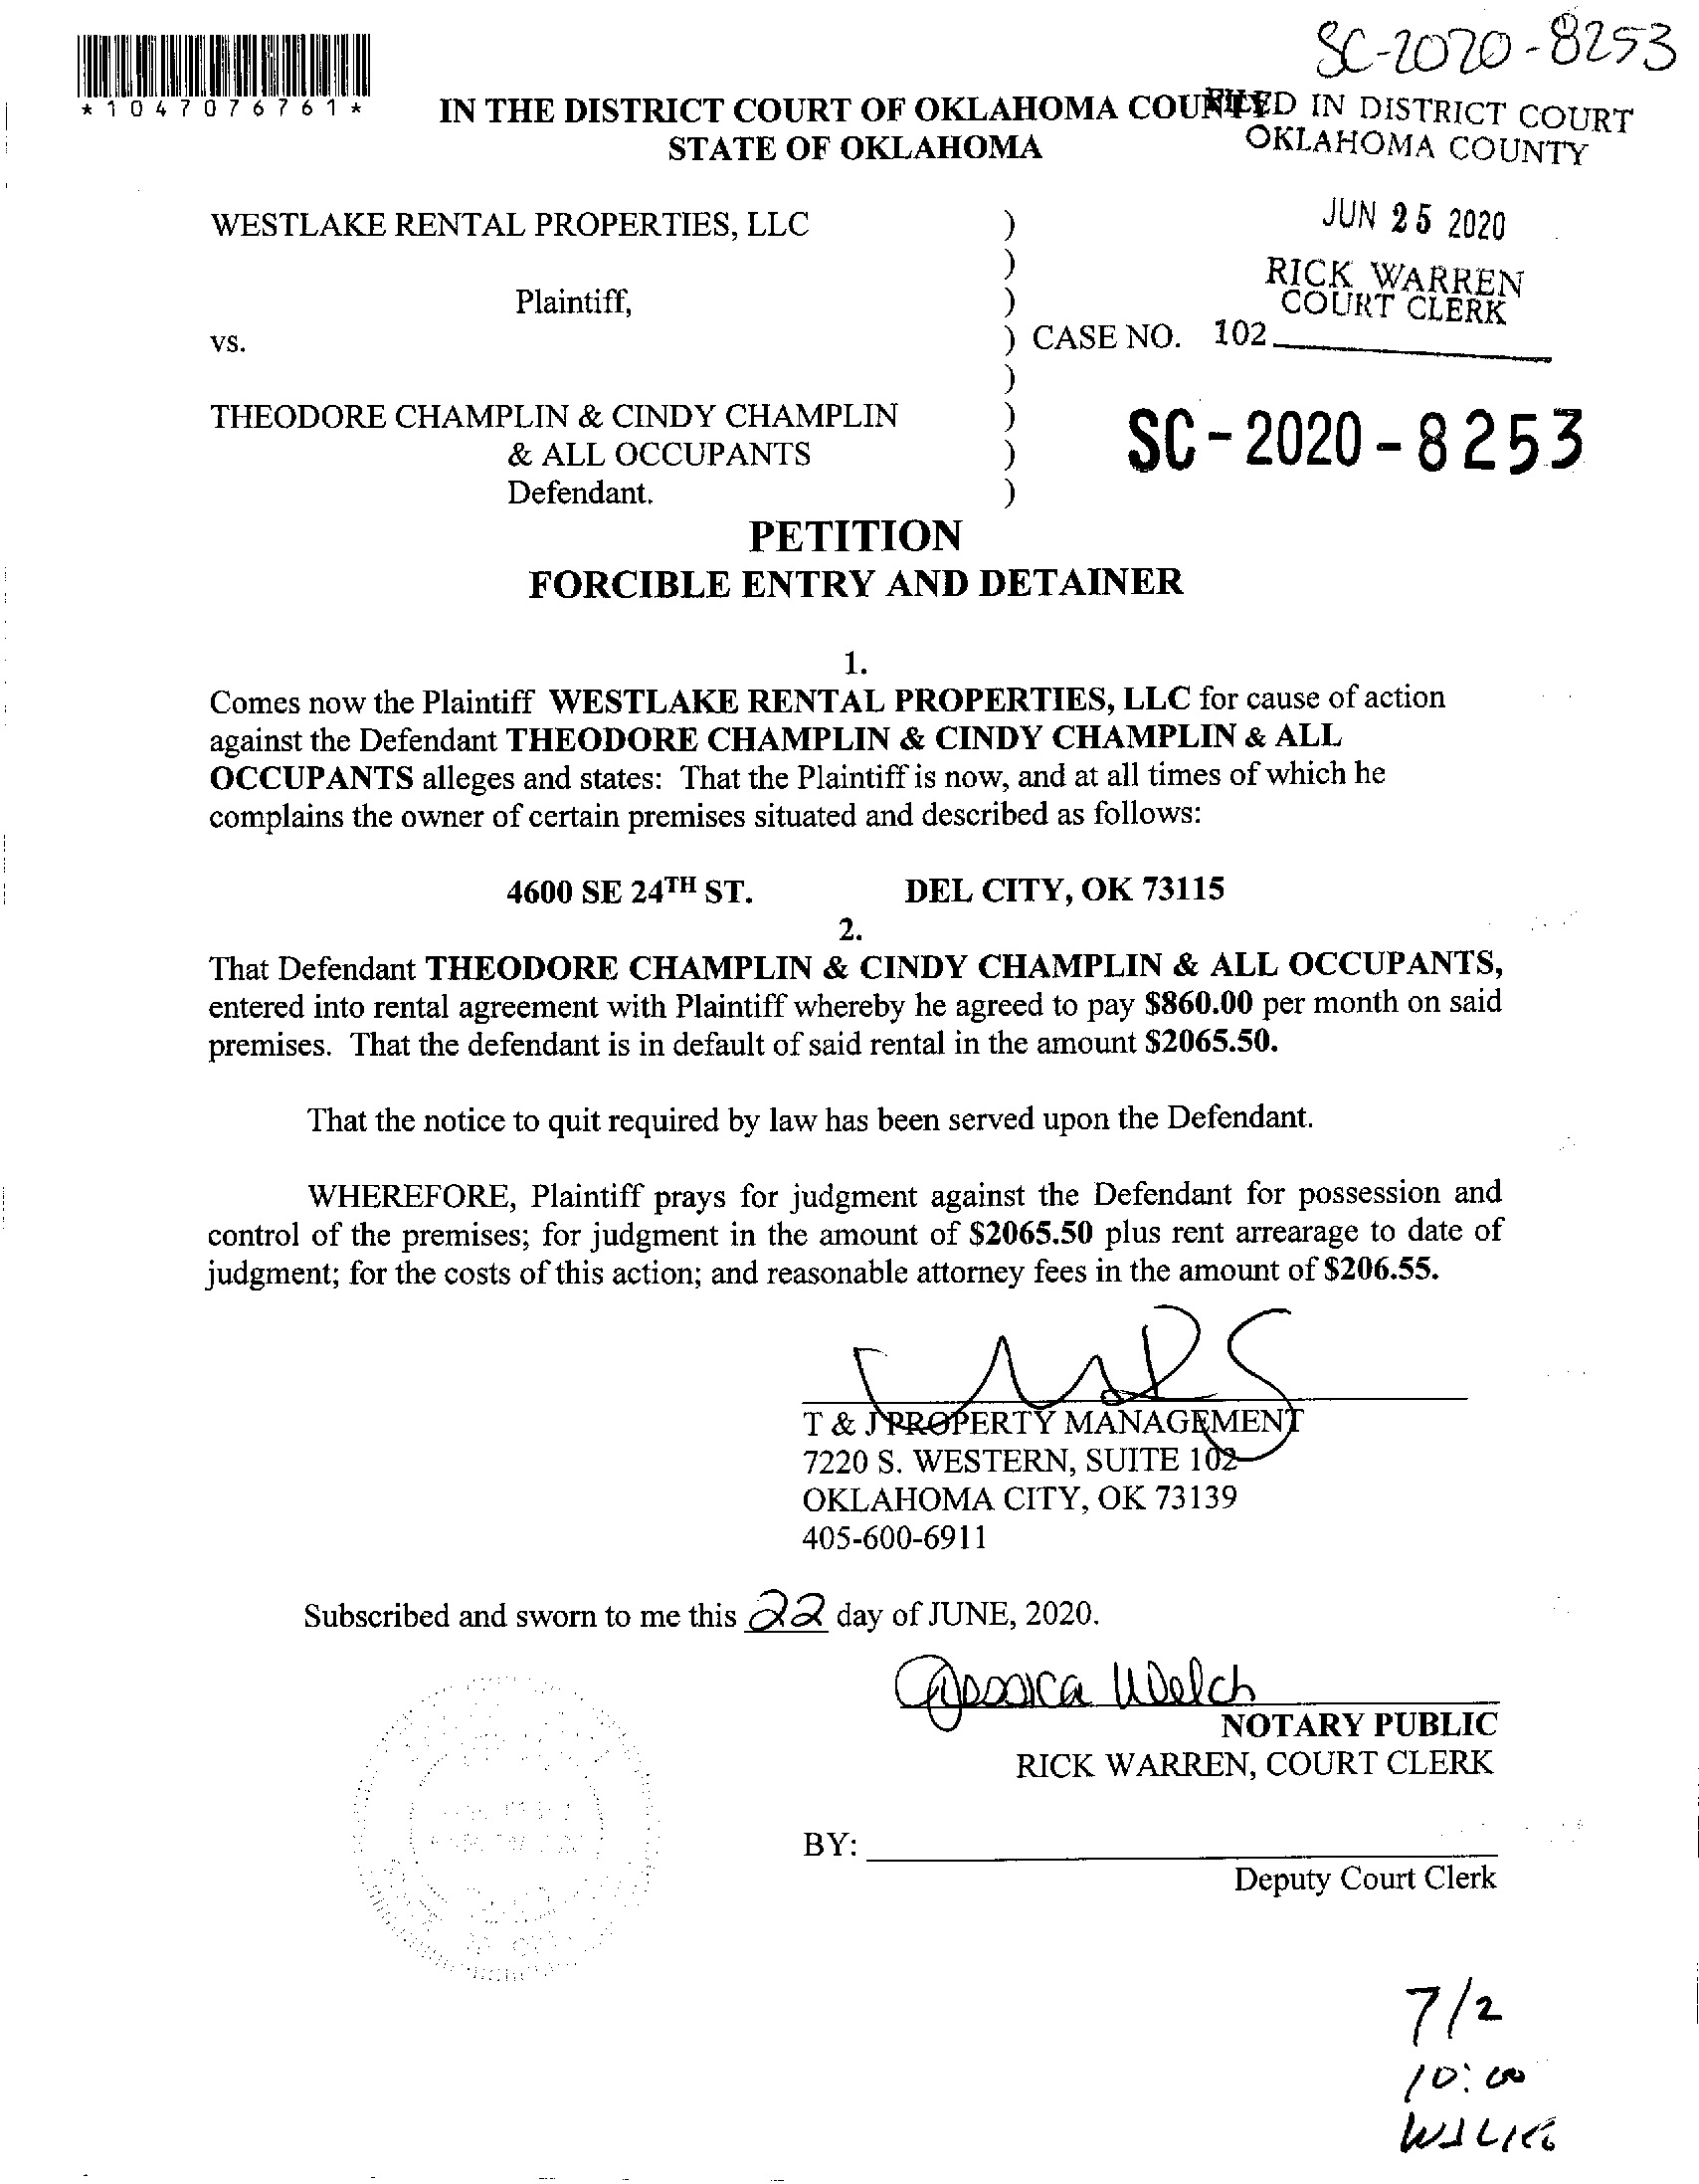 SC-2020-8253
*1047076761*
IN THE DISTRICT COURT OF OKLAHOMA COUNTY
STATE OF OKLAHOMA
FILED IN DISTRICT COURT
OKLAHOMA COUNTY
JUN 25 2020
RICK WARREN
COURT CLERK
102
WESTLAKE RENTAL PROPERTIES, LLC )
)
Plaintiff, )
vs. ) CASE NO.
)
THEODORE CHAMPLIN & CINDY CHAMPLIN )
& ALL OCCUPANTS )
Defendant. )
SC-2020-8253
PETITION
FORCIBLE ENTRY AND DETAINER
1.
Comes now the Plaintiff WESTLAKE RENTAL PROPERTIES, LLC for cause of action
against the Defendant THEODORE CHAMPLIN & CINDY CHAMPLIN & ALL
OCCUPANTS alleges and states: That the Plaintiff is now, and at all times of which he
complains the owner of certain premises situated and described as follows:
4600 SE 24TH ST. DEL CITY, OK 73115
2.
That Defendant THEODORE CHAMPLIN & CINDY CHAMPLIN & ALL OCCUPANTS,
entered into rental agreement with Plaintiff whereby he agreed to pay $860.00 per month on said
premises. That the defendant is in default of said rental in the amount $2065.50.
That the notice to quit required by law has been served upon the Defendant.
WHEREFORE, Plaintiff prays for judgment against the Defendant for possession and
control of the premises; for judgment in the amount of $2065.50 plus rent arrearage to date of
judgment; for the costs of this action; and reasonable attorney fees in the amount of $206.55.
T & J PROPERTY MANAGEMENT
7220 S. WESTERN, SUITE 102
OKLAHOMA CITY, OK 73139
405-600-6911
Subscribed and sworn to me this 22 day of JUNE, 2020.
Jessica Welch
NOTARY PUBLIC
RICK WARREN, COURT CLERK
BY:
Deputy Court Clerk
7/2
10:00